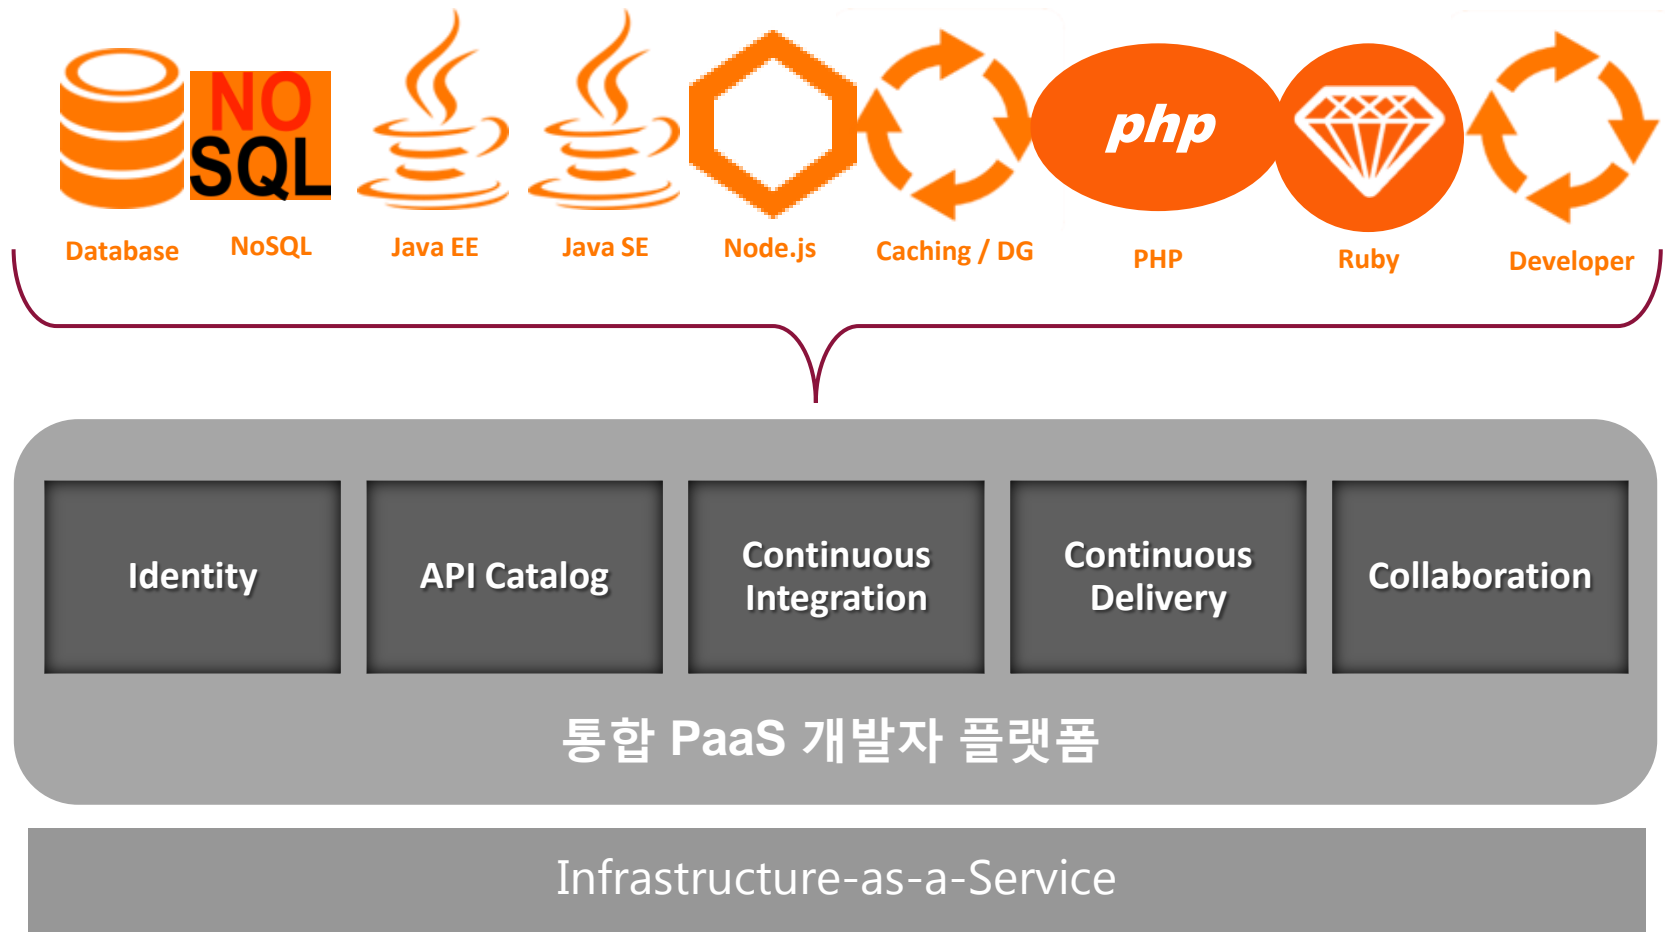 NO
SQL
php
Database
NoSQL
Java EE
Java SE
Node.js
Caching / DG
PHP
Ruby
Developer
Identity
API Catalog
Continuous
Integration
Continuous
Delivery
Collaboration
통합 PaaS 개발자 플랫폼
Infrastructure-as-a-Service